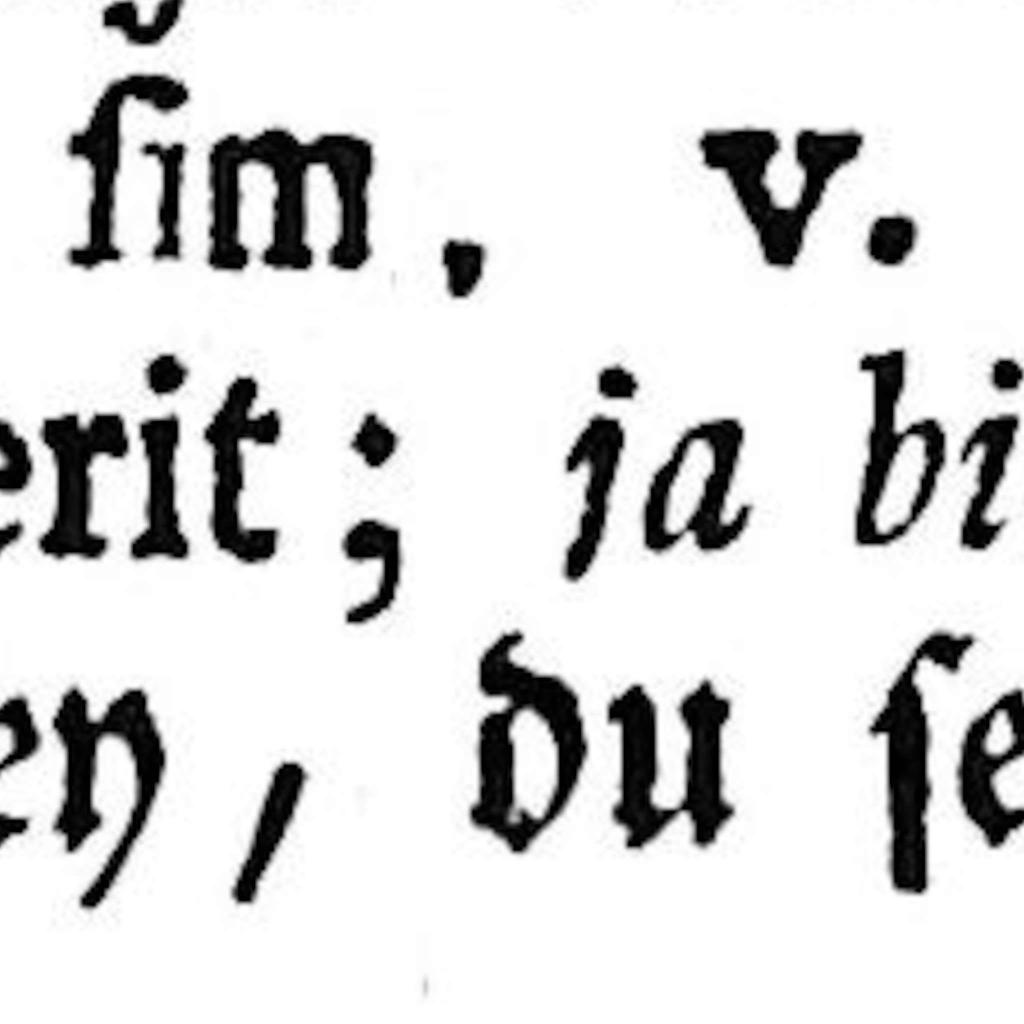 ſim, v.
erit; ja bi
en, du ſe